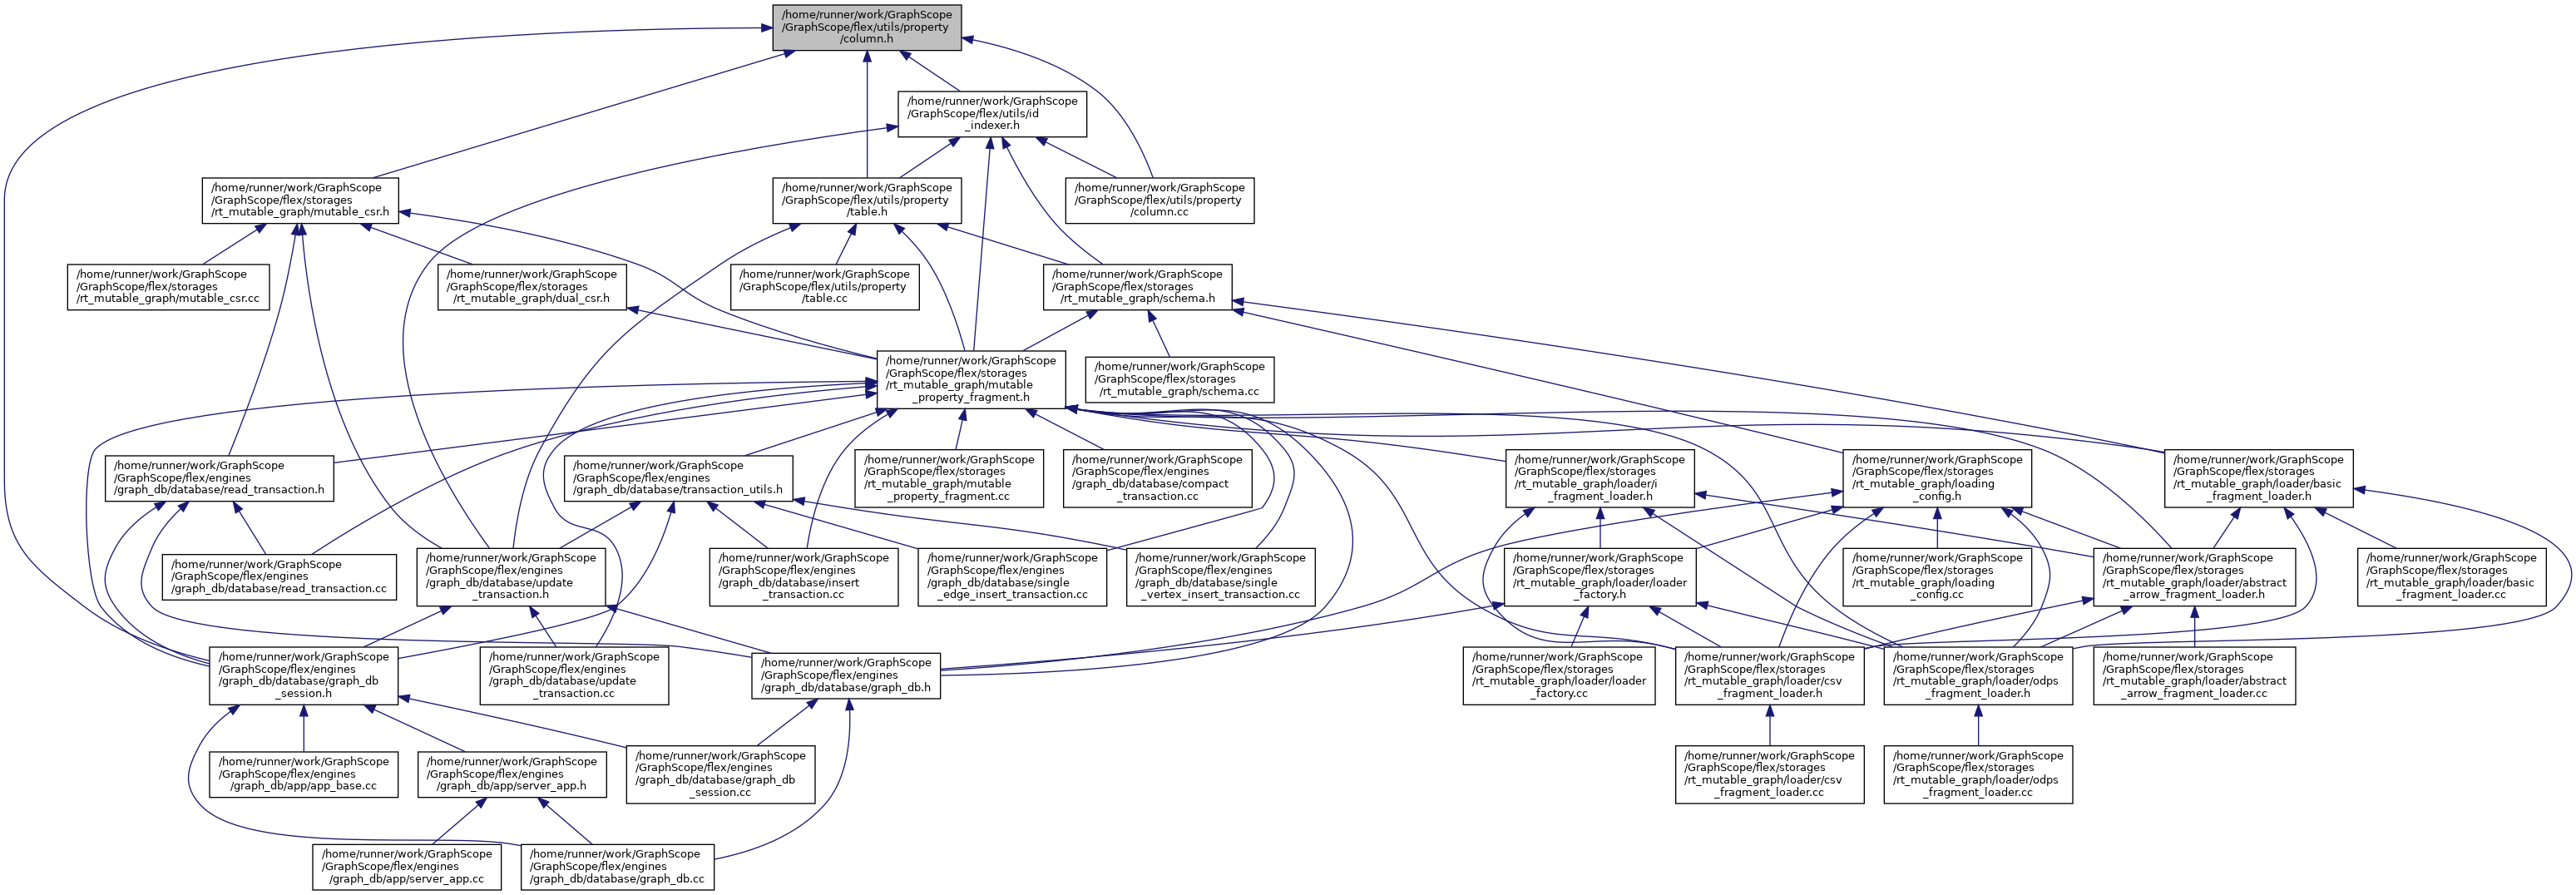 /home/runner/work/GraphScope
/GraphScope/flex/utils/property
/column.h
/home/runner/work/GraphScope
/GraphScope/flex/utils/id
_indexer.h
/home/runner/work/GraphScope
/GraphScope/flex/storages
/rt_mutable_graph/mutable_csr.h
/home/runner/work/GraphScope
/GraphScope/flex/utils/property
/table.h
/home/runner/work/GraphScope
/GraphScope/flex/utils/property
/column.cc
/home/runner/work/GraphScope
/GraphScope/flex/storages
/rt_mutable_graph/mutable_csr.cc
/home/runner/work/GraphScope
/GraphScope/flex/storages
/rt_mutable_graph/dual_csr.h
/home/runner/work/GraphScope
/GraphScope/flex/utils/property
/table.cc
/home/runner/work/GraphScope
/GraphScope/flex/storages
/rt_mutable_graph/schema.h
/home/runner/work/GraphScope
/GraphScope/flex/storages
/rt_mutable_graph/mutable
_property_fragment.h
/home/runner/work/GraphScope
/GraphScope/flex/storages
/rt_mutable_graph/schema.cc
/home/runner/work/GraphScope
/GraphScope/flex/engines
/graph_db/database/read_transaction.h
/home/runner/work/GraphScope
/GraphScope/flex/engines
/graph_db/database/transaction_utils.h
/home/runner/work/GraphScope
/GraphScope/flex/storages
/rt_mutable_graph/mutable
_property_fragment.cc
/home/runner/work/GraphScope
/GraphScope/flex/engines
/graph_db/database/compact
_transaction.cc
/home/runner/work/GraphScope
/GraphScope/flex/storages
/rt_mutable_graph/loader/i
_fragment_loader.h
/home/runner/work/GraphScope
/GraphScope/flex/storages
/rt_mutable_graph/loading
_config.h
/home/runner/work/GraphScope
/GraphScope/flex/storages
/rt_mutable_graph/loader/basic
_fragment_loader.h
/home/runner/work/GraphScope
/GraphScope/flex/engines
/graph_db/database/read_transaction.cc
/home/runner/work/GraphScope
/GraphScope/flex/engines
/graph_db/database/update
_transaction.h
/home/runner/work/GraphScope
/GraphScope/flex/engines
/graph_db/database/insert
_transaction.cc
/home/runner/work/GraphScope
/GraphScope/flex/engines
/graph_db/database/single
_edge_insert_transaction.cc
/home/runner/work/GraphScope
/GraphScope/flex/engines
/graph_db/database/single
_vertex_insert_transaction.cc
/home/runner/work/GraphScope
/GraphScope/flex/storages
/rt_mutable_graph/loader/loader
_factory.h
/home/runner/work/GraphScope
/GraphScope/flex/storages
/rt_mutable_graph/loading
_config.cc
/home/runner/work/GraphScope
/GraphScope/flex/storages
/rt_mutable_graph/loader/abstract
_arrow_fragment_loader.h
/home/runner/work/GraphScope
/GraphScope/flex/storages
/rt_mutable_graph/loader/basic
_fragment_loader.cc
/home/runner/work/GraphScope
/GraphScope/flex/engines
/graph_db/database/graph_db
_session.h
/home/runner/work/GraphScope
/GraphScope/flex/engines
/graph_db/database/update
_transaction.cc
/home/runner/work/GraphScope
/GraphScope/flex/engines
/graph_db/database/graph_db.h
/home/runner/work/GraphScope
/GraphScope/flex/storages
/rt_mutable_graph/loader/loader
_factory.cc
/home/runner/work/GraphScope
/GraphScope/flex/storages
/rt_mutable_graph/loader/csv
_fragment_loader.h
/home/runner/work/GraphScope
/GraphScope/flex/storages
/rt_mutable_graph/loader/odps
_fragment_loader.h
/home/runner/work/GraphScope
/GraphScope/flex/storages
/rt_mutable_graph/loader/abstract
_arrow_fragment_loader.cc
/home/runner/work/GraphScope
/GraphScope/flex/engines
/graph_db/app/app_base.cc
/home/runner/work/GraphScope
/GraphScope/flex/engines
/graph_db/app/server_app.h
/home/runner/work/GraphScope
/GraphScope/flex/engines
/graph_db/database/graph_db
_session.cc
/home/runner/work/GraphScope
/GraphScope/flex/storages
/rt_mutable_graph/loader/csv
_fragment_loader.cc
/home/runner/work/GraphScope
/GraphScope/flex/storages
/rt_mutable_graph/loader/odps
_fragment_loader.cc
/home/runner/work/GraphScope
/GraphScope/flex/engines
/graph_db/app/server_app.cc
/home/runner/work/GraphScope
/GraphScope/flex/engines
/graph_db/database/graph_db.cc